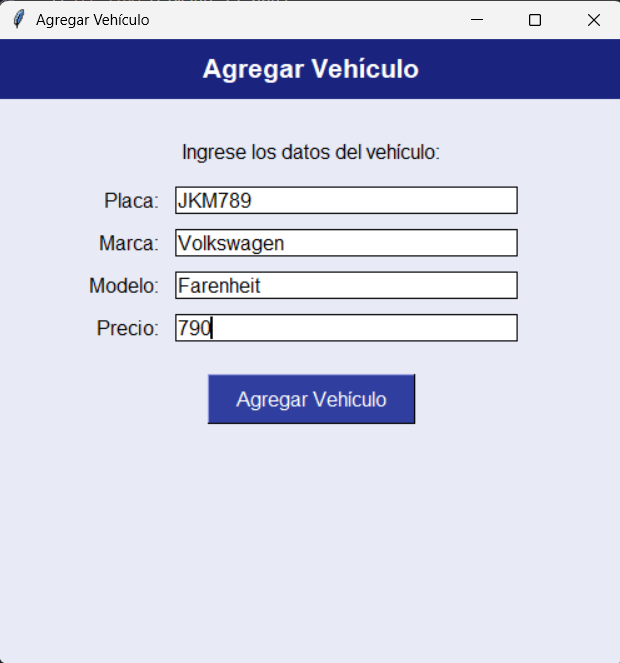 Agregar Vehículo
Agregar Vehículo
Ingrese los datos del vehículo:
Placa: JKM789
Marca: Volkswagen
Modelo: Farenheit
Precio: 790
Agregar Vehículo